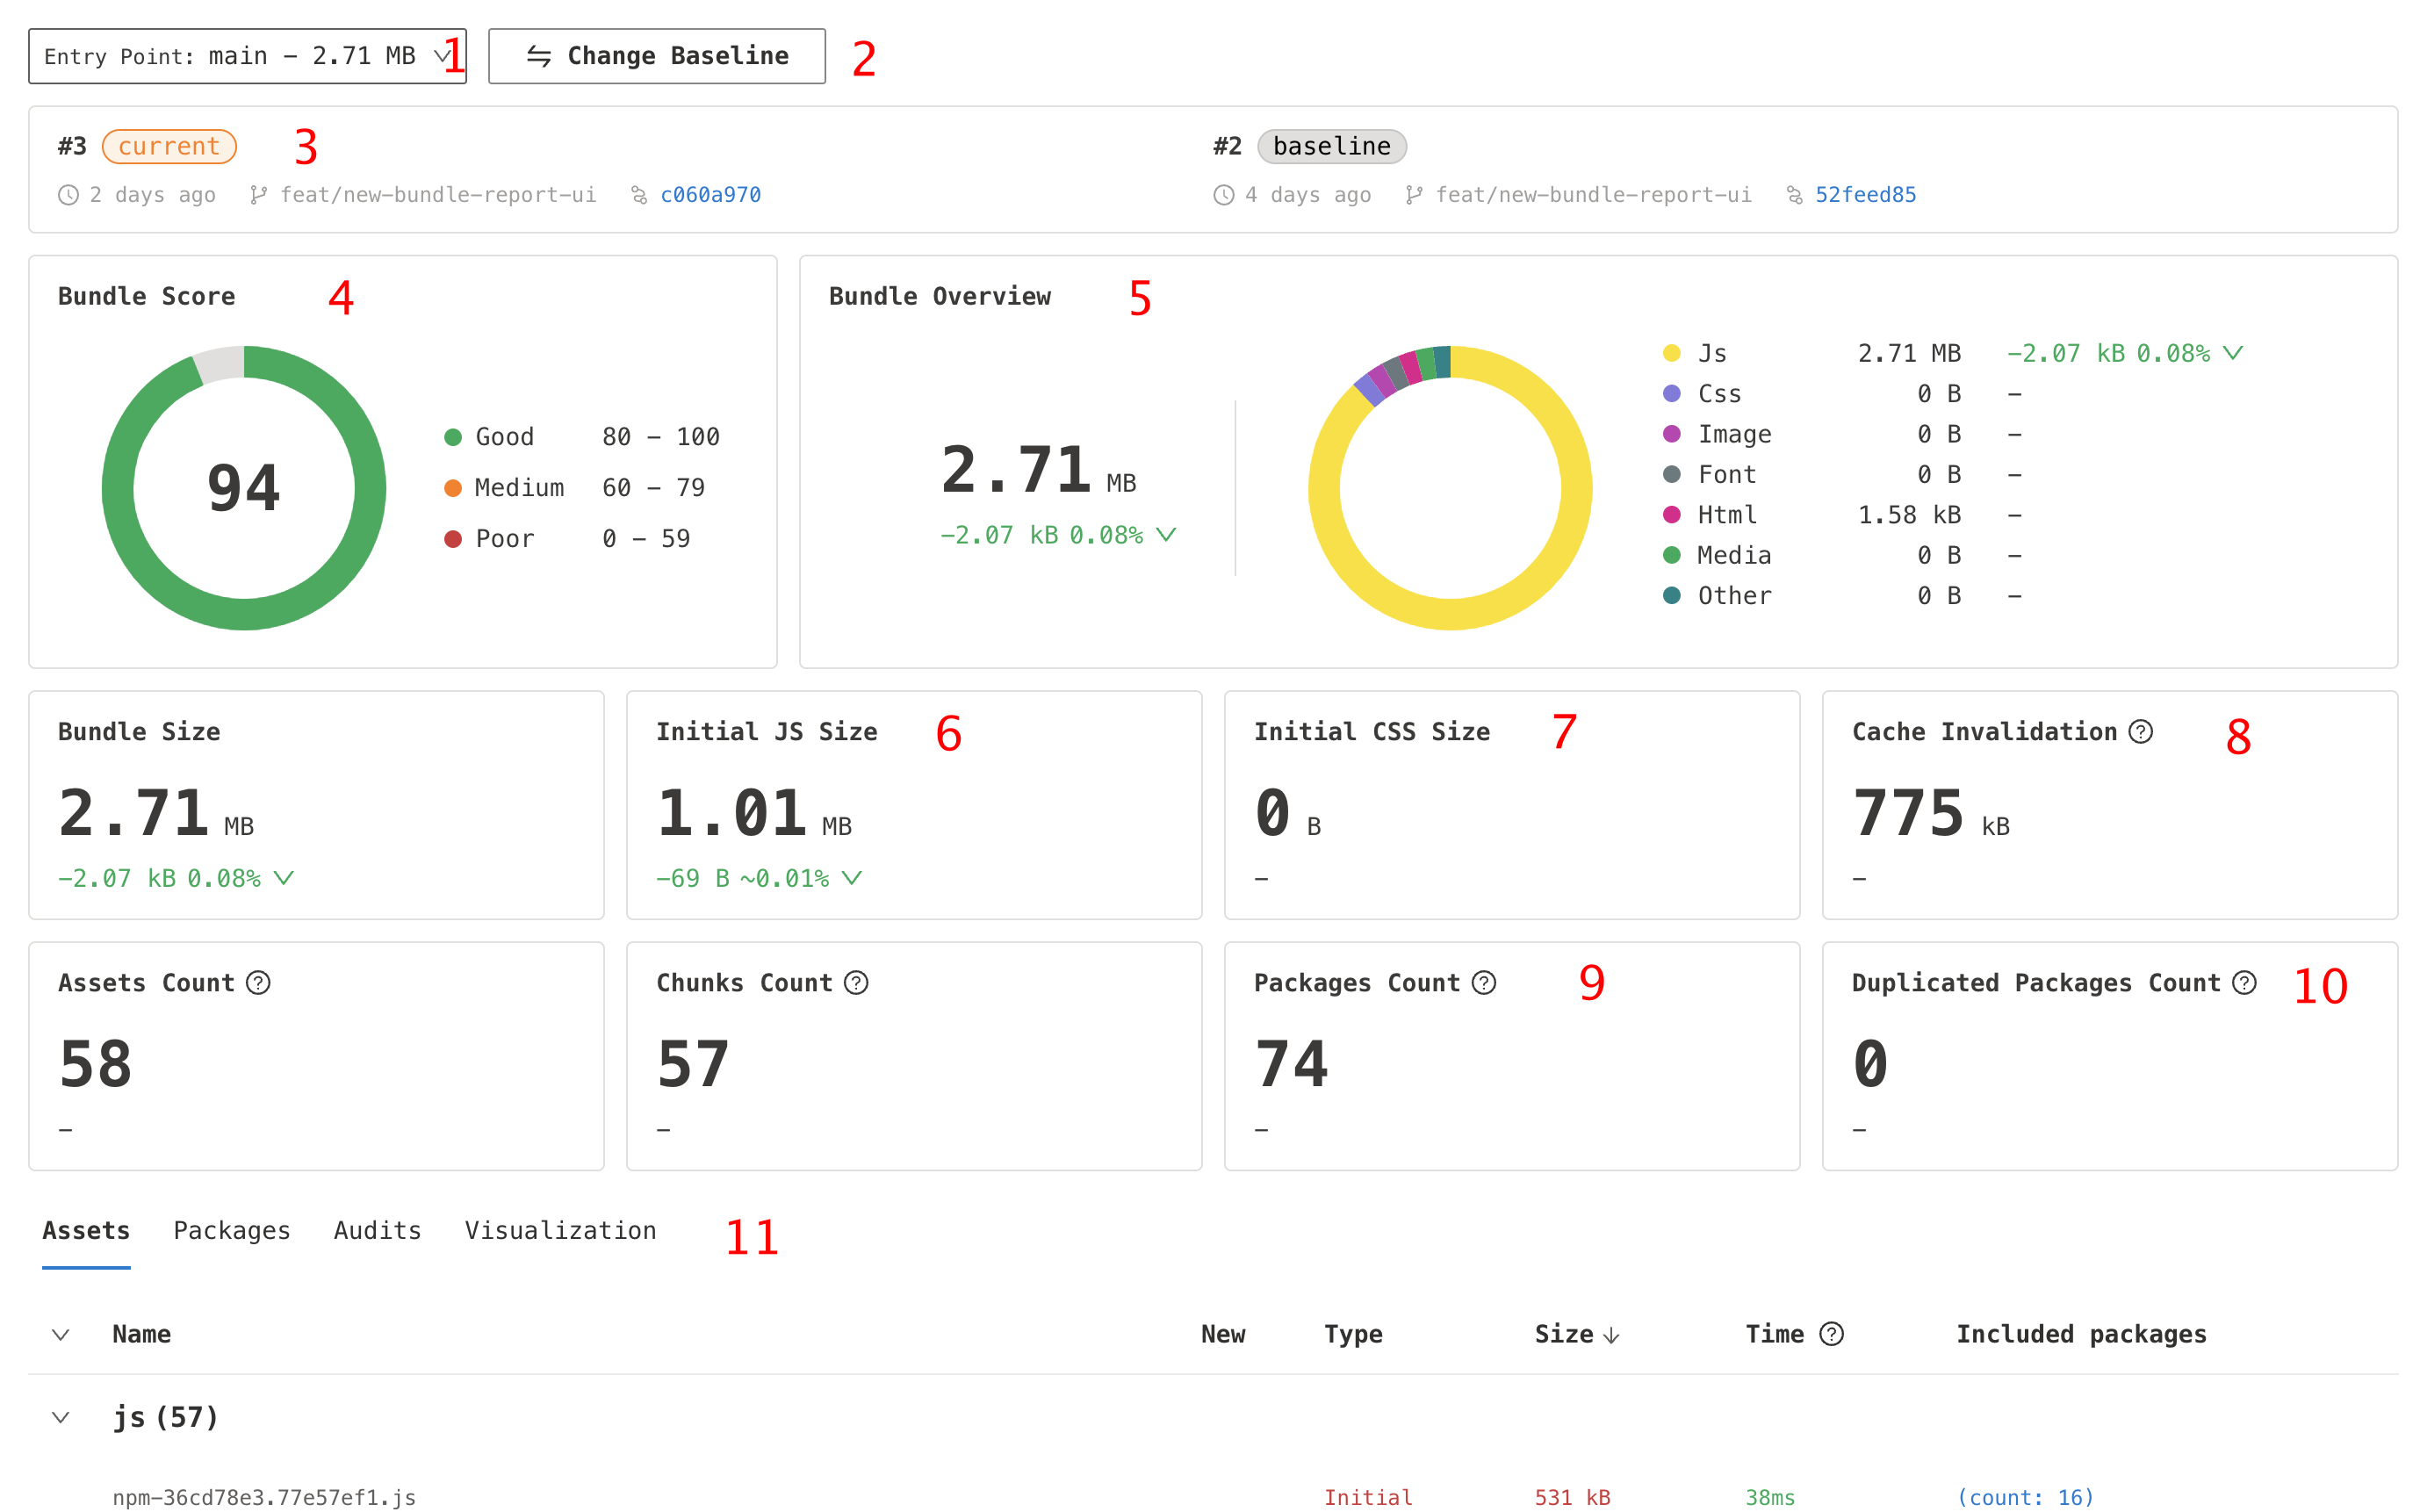 Entry Point: main - 2.71 MB 1 Change Baseline 2
#3 current 3 #2 baseline
2 days ago feat/new-bundle-report-ui c060a970 4 days ago feat/new-bundle-report-ui 52feed85
Bundle Score 4
94
Good 80 - 100
Medium 60 - 79
Poor 0 - 59
Bundle Overview 5
2.71 MB
-2.07 kB 0.08%
Js 2.71 MB -2.07 kB 0.08%
Css 0 B -
Image 0 B -
Font 0 B -
Html 1.58 kB -
Media 0 B -
Other 0 B -
Bundle Size
2.71 MB
-2.07 kB 0.08%
Initial JS Size 6
1.01 MB
-69 B ~0.01%
Initial CSS Size 7
0 B
-
Cache Invalidation ? 8
775 kB
-
Assets Count ?
58
-
Chunks Count ?
57
-
Packages Count ? 9
74
-
Duplicated Packages Count ? 10
0
-
Assets Packages Audits Visualization 11
Name New Type Size ↓ Time ? Included packages
js (57)
npm-36cd78e3.77e57ef1.js Initial 531 kB 38ms (count: 16)